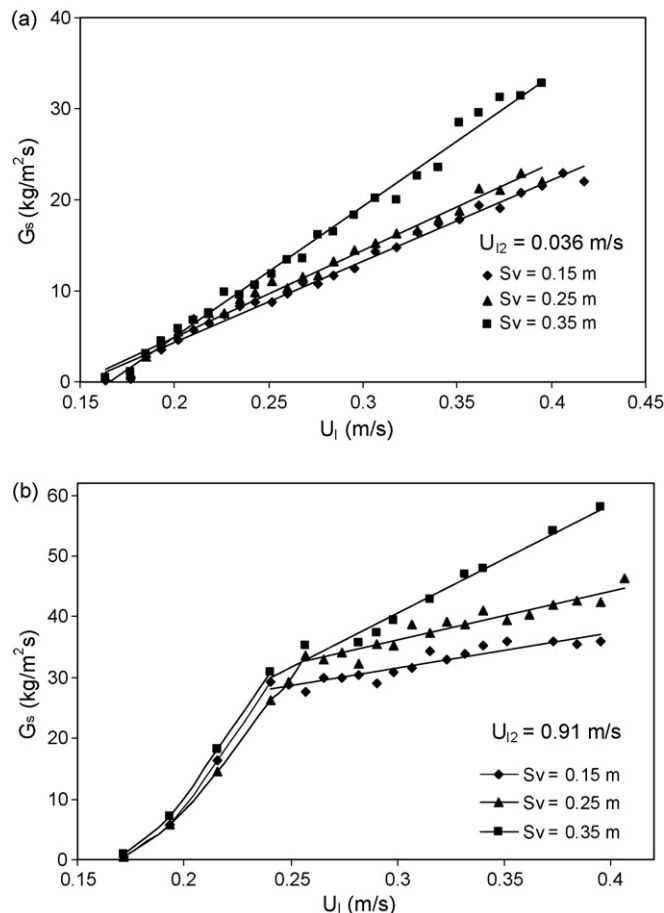 (a)
40
30
20
10
0
Gs (kg/m²s)
Ul2 = 0.036 m/s
Sv = 0.15 m
Sv = 0.25 m
Sv = 0.35 m
0.15 0.2 0.25 0.3 0.35 0.4 0.45
Ul (m/s)
(b)
60
50
40
30
20
10
0
Gs (kg/m²s)
Ul2 = 0.91 m/s
Sv = 0.15 m
Sv = 0.25 m
Sv = 0.35 m
0.15 0.2 0.25 0.3 0.35 0.4
Ul (m/s)